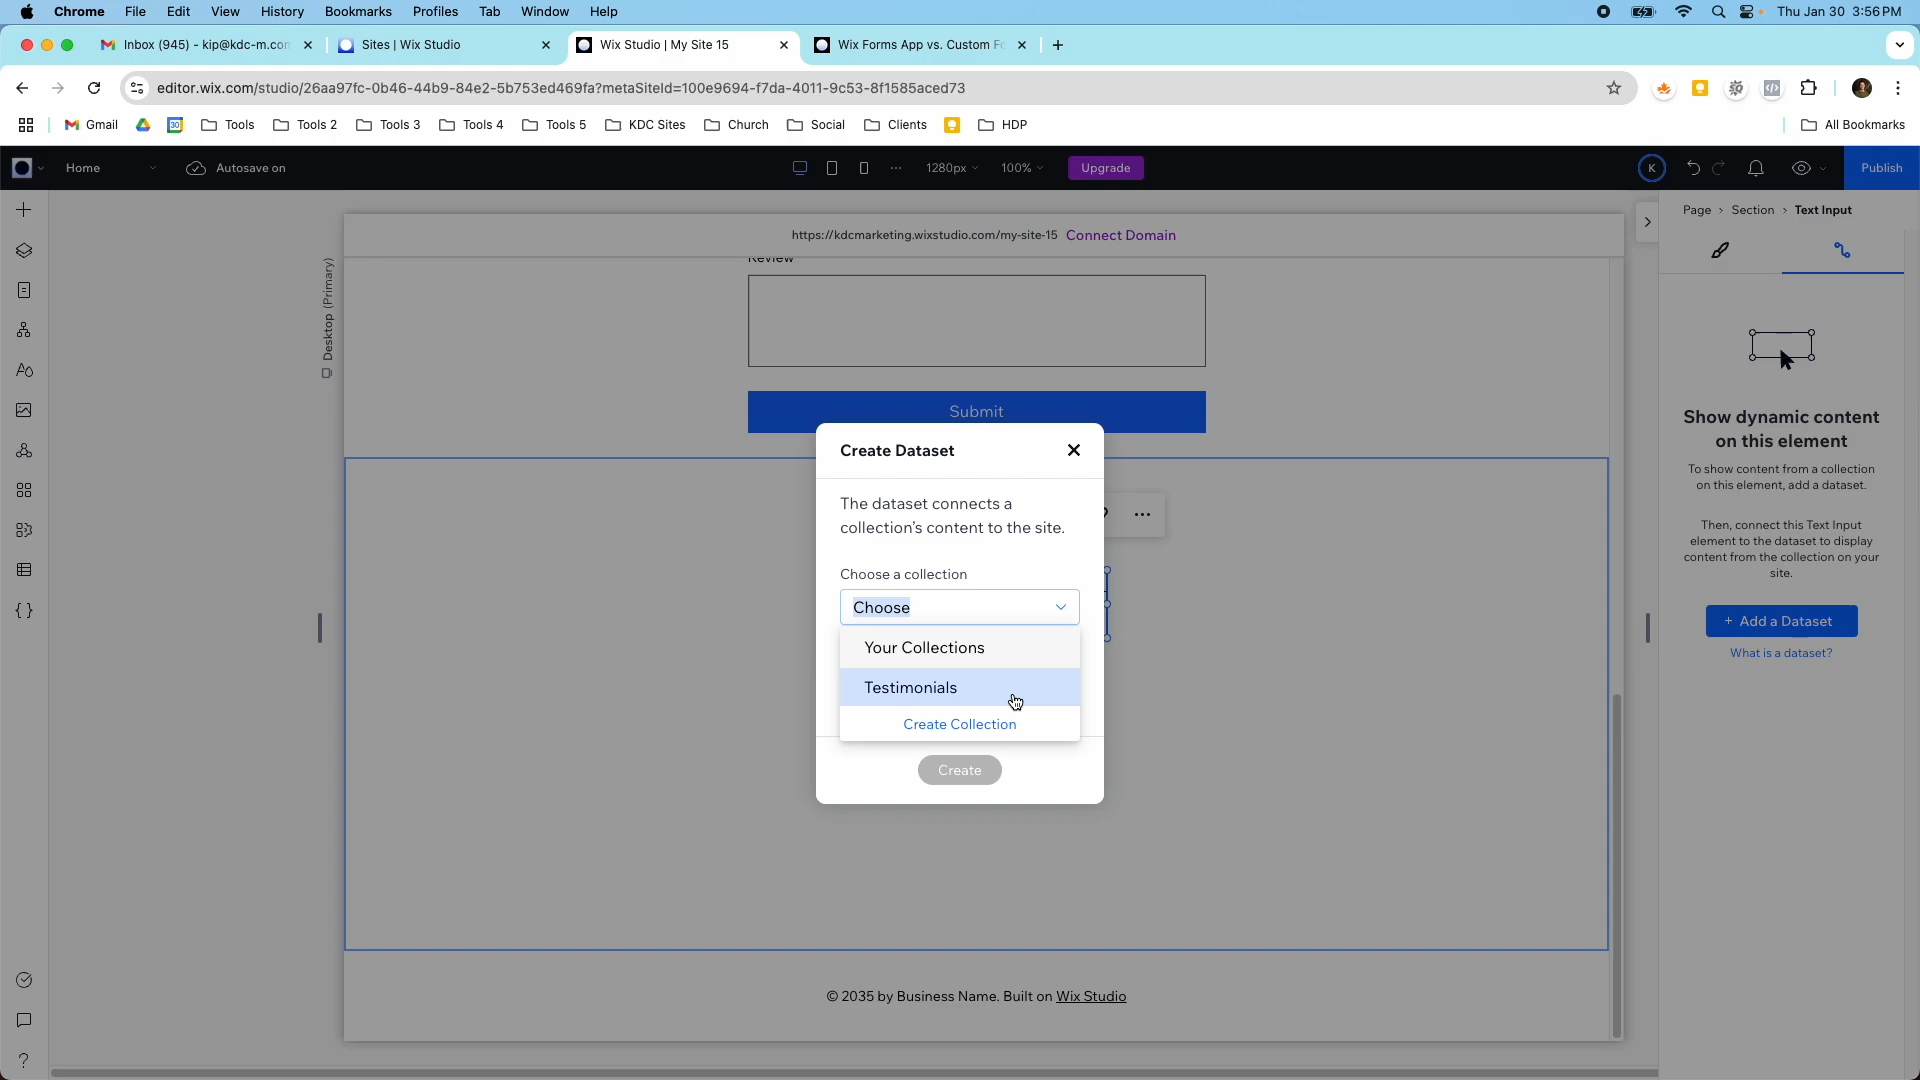 Chrome File Edit View History Bookmarks Profiles Tab Window Help Thu Jan 30 3:56 PM
Inbox (945) - kip@kdc-m.con Sites | Wix Studio Wix Studio | My Site 15 Wix Forms App vs. Custom Fo
editor.wix.com/studio/26aa97fc-0b46-44b9-84e2-5b753ed469fa?metaSiteId=100e9694-f7da-4011-9c53-8f1585aced73
Gmail Tools Tools 2 Tools 3 Tools 4 Tools 5 KDC Sites Church Social Clients HDP All Bookmarks
Home Autosave on 1280px 100% Upgrade K Publish
Page > Section > Text Input
https://kdcmarketing.wixstudio.com/my-site-15 Connect Domain
Review
Desktop (Primary)
Submit
Create Dataset
The dataset connects a
collection's content to the site.
Choose a collection
Choose
Your Collections
Testimonials
Create Collection
Create
Show dynamic content
on this element
To show content from a collection
on this element, add a dataset.
Then, connect this Text Input
element to the dataset to display
content from the collection on your
site.
+ Add a Dataset
What is a dataset?
© 2035 by Business Name. Built on Wix Studio